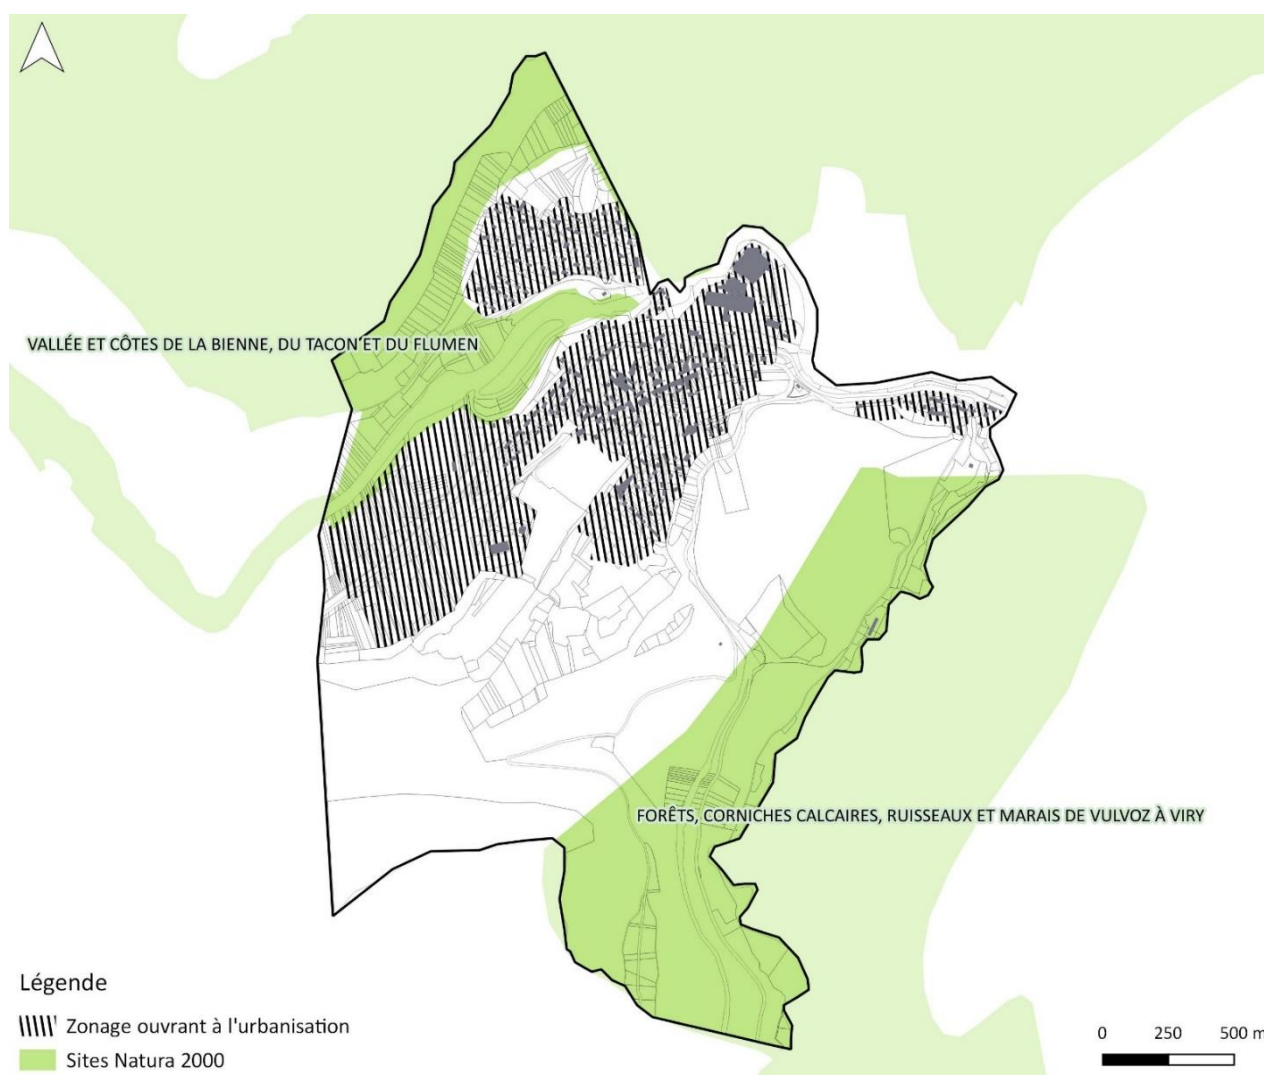 VALLÉE ET CÔTES DE LA BIENNE, DU TACON ET DU FLUMEN
FORÊTS, CORNICHES CALCAIRES, RUISSEAUX ET MARAIS DE VULVOZ À VIRY
Légende
Zonage ouvrant à l'urbanisation
Sites Natura 2000
0 250 500 m